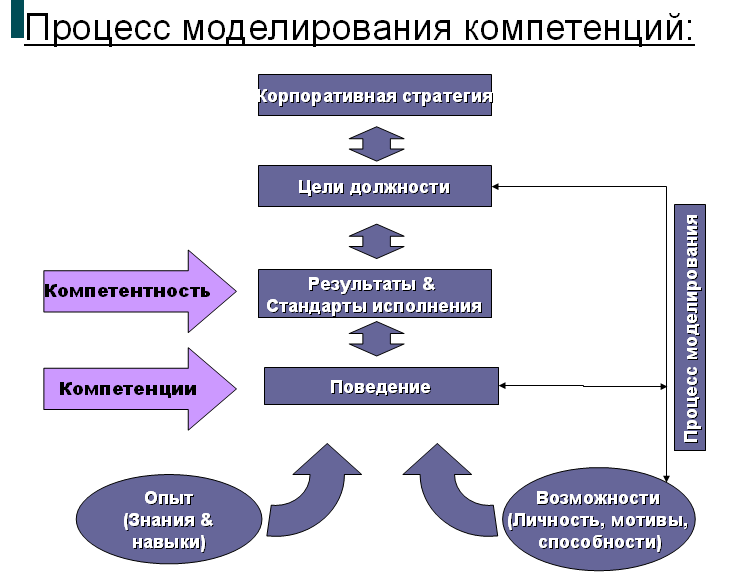 Процесс моделирования компетенций:
Корпоративная стратегия
Цели должности
Компетентность
Результаты &
Стандарты исполнения
Компетенции
Поведение
Процесс моделирования
Опыт
(Знания &
навыки)
Возможности
(Личность, мотивы,
способности)